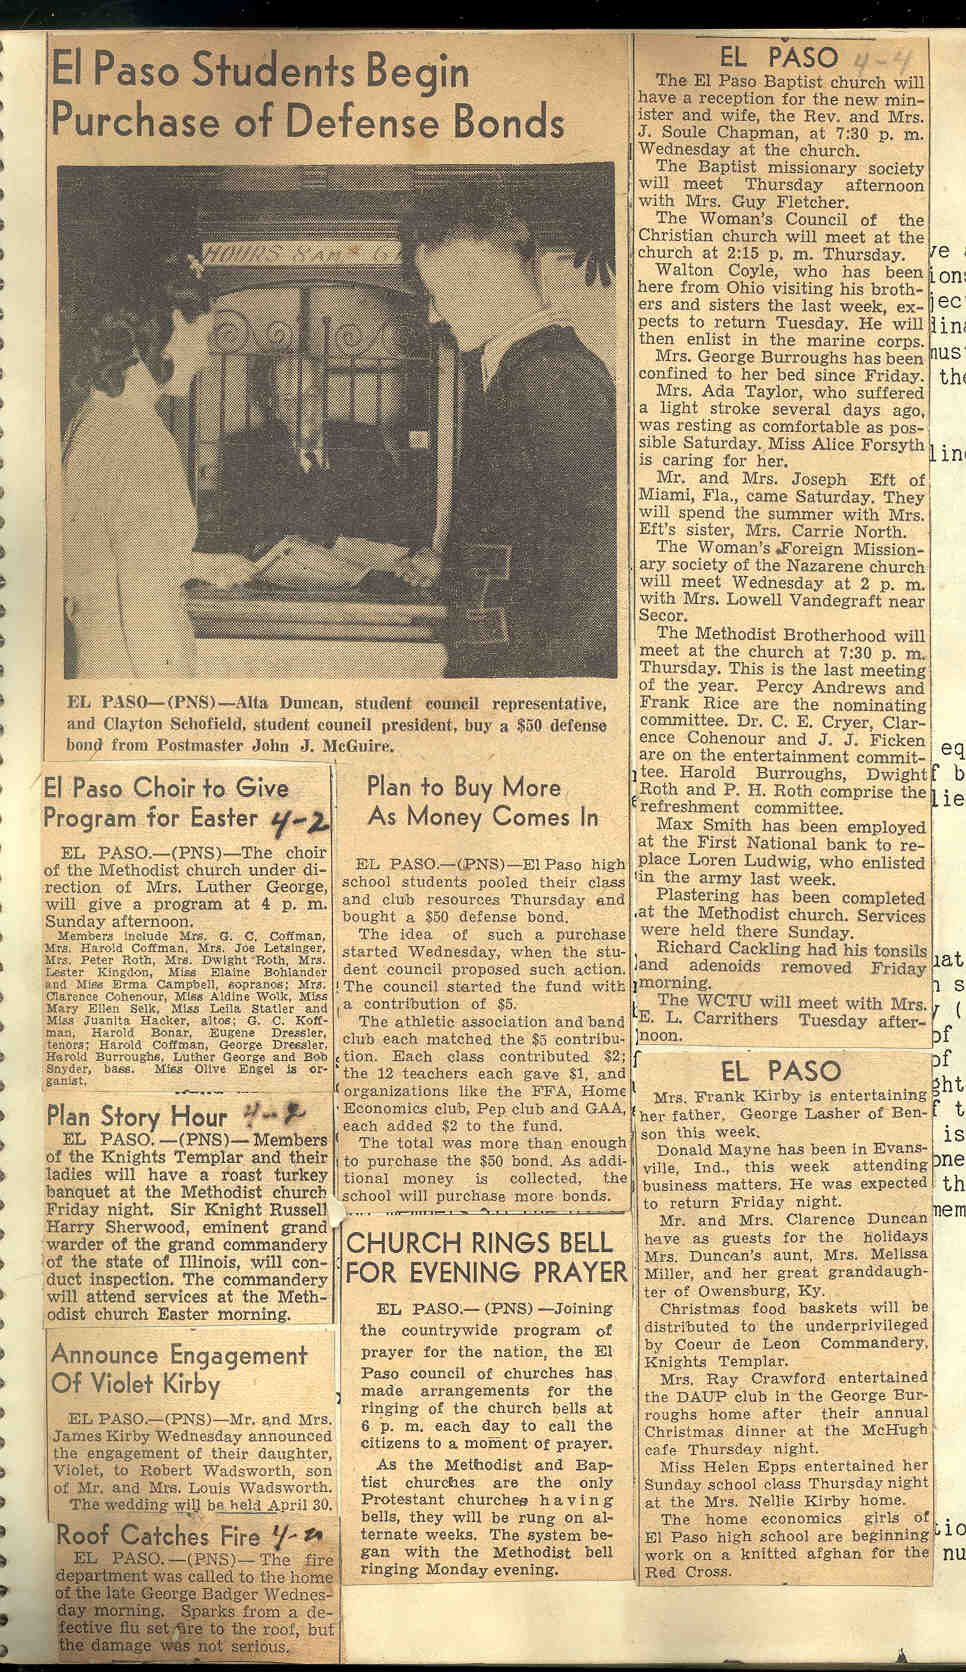 El Paso Students Begin
Purchase of Defense Bonds
HOURS 8 AM
EL PASO—(PNS)—Alta Duncan, student council representative,
and Clayton Schofield, student council president, buy a $50 defense
bond from Postmaster John J. McGuire.
El Paso Choir to Give
Program for Easter 4-2
EL PASO.—(PNS)—The choir
of the Methodist church under di-
rection of Mrs. Luther George,
will give a program at 4 p. m.
Sunday afternoon.
Members include Mrs. G. C. Coffman,
Mrs. Harold Coffman, Mrs. Joe Letsinger,
Mrs. Peter Roth, Mrs. Dwight Roth, Mrs.
Lester Kingdon, Miss Elaine Bohlander
and Miss Erma Campbell, sopranos; Mrs.
Clarence Cohenour, Miss Aldine Wolk, Miss
Mary Ellen Selk, Miss Leila Statler and
Miss Juanita Hacker, altos; G. C. Koff-
man, Harold Bonar, Eugene Dressler,
tenors; Harold Coffman, George Dressler,
Harold Burroughs, Luther George and Bob
Snyder, bass. Miss Olive Engel is or-
ganist.
Plan Story Hour 4-2
EL PASO.—(PNS)—Members
of the Knights Templar and their
ladies will have a roast turkey
banquet at the Methodist church
Friday night. Sir Knight Russell
Harry Sherwood, eminent grand
warder of the grand commandery
of the state of Illinois, will con-
duct inspection. The commandery
will attend services at the Meth-
odist church Easter morning.
Announce Engagement
Of Violet Kirby
EL PASO.—(PNS)—Mr. and Mrs.
James Kirby Wednesday announced
the engagement of their daughter,
Violet, to Robert Wadsworth, son
of Mr. and Mrs. Louis Wadsworth.
The wedding will be held April 30.
Roof Catches Fire
EL PASO.—(PNS)—The fire
department was called to the home
of the late George Badger Wednes-
day morning. Sparks from a de-
fective flu set fire to the roof, but
the damage was not serious.
Plan to Buy More
As Money Comes In
EL PASO.—(PNS)—El Paso high
school students pooled their class
and club resources Thursday and
bought a $50 defense bond.
The idea of such a purchase
started Wednesday, when the stu-
dent council proposed such action.
The council started the fund with
a contribution of $5.
The athletic association and band
club each matched the $5 contribu-
tion. Each class contributed $2;
the 12 teachers each gave $1, and
organizations like the FFA, Home
Economics club, Pep club and GAA,
each added $2 to the fund.
The total was more than enough
to purchase the $50 bond. As addi-
tional money is collected, the
school will purchase more bonds.
CHURCH RINGS BELL
FOR EVENING PRAYER
EL PASO.—(PNS)—Joining
the countrywide program of
prayer for the nation, the El
Paso council of churches has
made arrangements for the
ringing of the church bells at
6 p. m. each day to call the
citizens to a moment of prayer.
As the Methodist and Bap-
tist churches are the only
Protestant churches having
bells, they will be rung on al-
ternate weeks. The system be-
gan with the Methodist bell
ringing Monday evening.
EL PASO 4-4
The El Paso Baptist church will
have a reception for the new min-
ister and wife, the Rev. and Mrs.
J. Soule Chapman, at 7:30 p. m.
Wednesday at the church.
The Baptist missionary society
will meet Thursday afternoon
with Mrs. Guy Fletcher.
The Woman's Council of the
Christian church will meet at the
church at 2:15 p. m. Thursday.
Walton Coyle, who has been
here from Ohio visiting his broth-
ers and sisters the last week, ex-
pects to return Tuesday. He will
then enlist in the marine corps.
Mrs. George Burroughs has been
confined to her bed since Friday.
Mrs. Ada Taylor, who suffered
a light stroke several days ago,
was resting as comfortable as pos-
sible Saturday. Miss Alice Forsyth
is caring for her.
Mr. and Mrs. Joseph Eft of
Miami, Fla., came Saturday. They
will spend the summer with Mrs.
Eft's sister, Mrs. Carrie North.
The Woman's Foreign Mission-
ary society of the Nazarene church
will meet Wednesday at 2 p. m.
with Mrs. Lowell Vandegraft near
Secor.
The Methodist Brotherhood will
meet at the church at 7:30 p. m.
Thursday. This is the last meeting
of the year. Percy Andrews and
Frank Rice are the nominating
committee. Dr. C. E. Cryer, Clar-
ence Cohenour and J. J. Ficken
are on the entertainment commit-
tee. Harold Burroughs, Dwight
Roth and P. H. Roth comprise the
refreshment committee.
Max Smith has been employed
at the First National bank to re-
place Loren Ludwig, who enlisted
in the army last week.
Plastering has been completed
at the Methodist church. Services
were held there Sunday.
Richard Cackling had his tonsils
and adenoids removed Friday
morning.
The WCTU will meet with Mrs.
E. L. Carrithers Tuesday after-
noon.
EL PASO
Mrs. Frank Kirby is entertaining
her father, George Lasher of Ben-
son this week.
Donald Mayne has been in Evans-
ville, Ind., this week attending
business matters. He was expected
to return Friday night.
Mr. and Mrs. Clarence Duncan
have as guests for the holidays
Mrs. Duncan's aunt, Mrs. Melissa
Miller, and her great granddaugh-
ter of Owensburg, Ky.
Christmas food baskets will be
distributed to the underprivileged
by Coeur de Leon Commandery,
Knights Templar.
Mrs. Ray Crawford entertained
the DAUP club in the George Bur-
roughs home after their annual
Christmas dinner at the McHugh
cafe Thursday night.
Miss Helen Epps entertained her
Sunday school class Thursday night
at the Mrs. Nellie Kirby home.
The home economics girls of
El Paso high school are beginning
work on a knitted afghan for the
Red Cross.